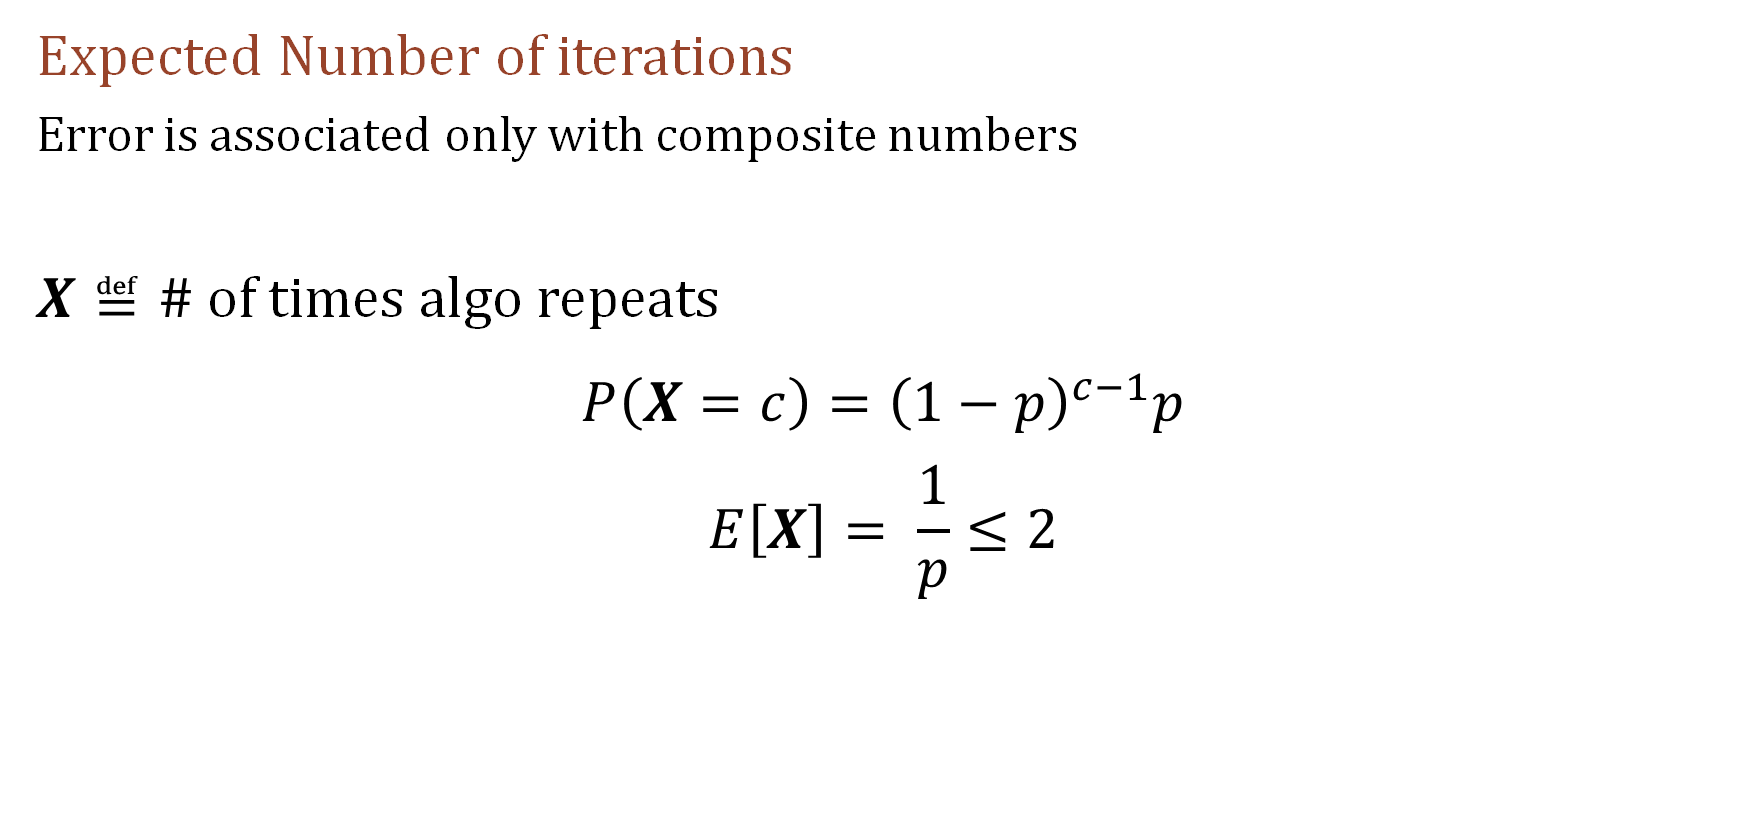 Expected Number of iterations
Error is associated only with composite numbers
𝑿 ≝ # of times algo repeats
P(𝑿 = c) = (1 − p)^{c−1}p
E[𝑿] = \frac{1}{p} ≤ 2